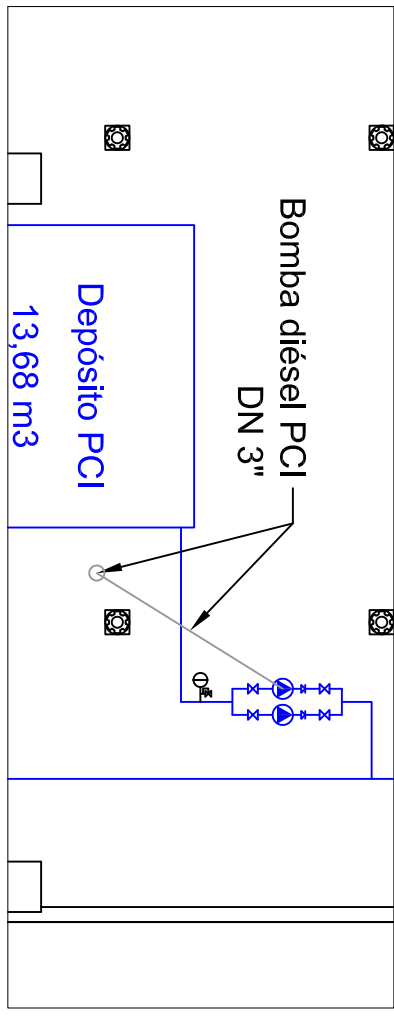 Bomba diésel PCI
DN 3"
Depósito PCI
13,68 m3